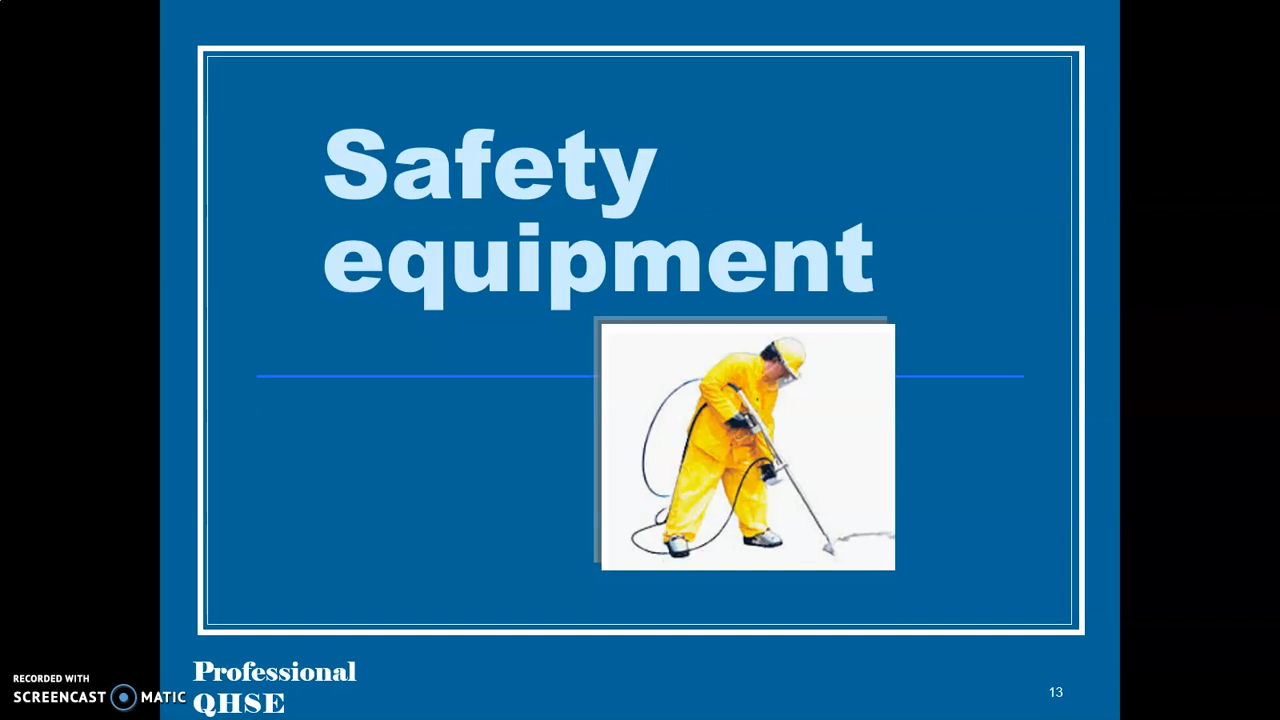 Safety
equipment
Professional
QHSE
13
RECORDED WITH
SCREENCAST MATIC